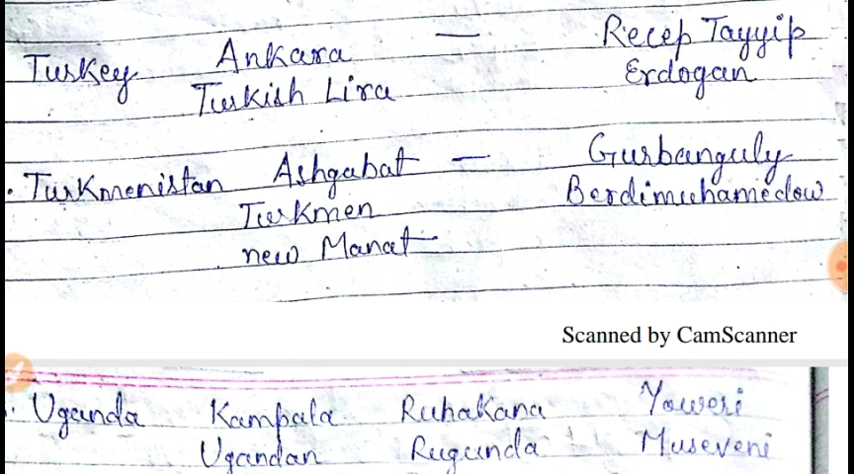 Turkey Ankara — Recep Tayyip
Turkish Lira Erdogan
. Turkmenistan Ashgabat — Gurbanguly
Turkmen Berdimuhamedow
new Manat
Scanned by CamScanner
. Uganda Kampala Ruhakana Yoweri
Ugandan Rugunda Museveni